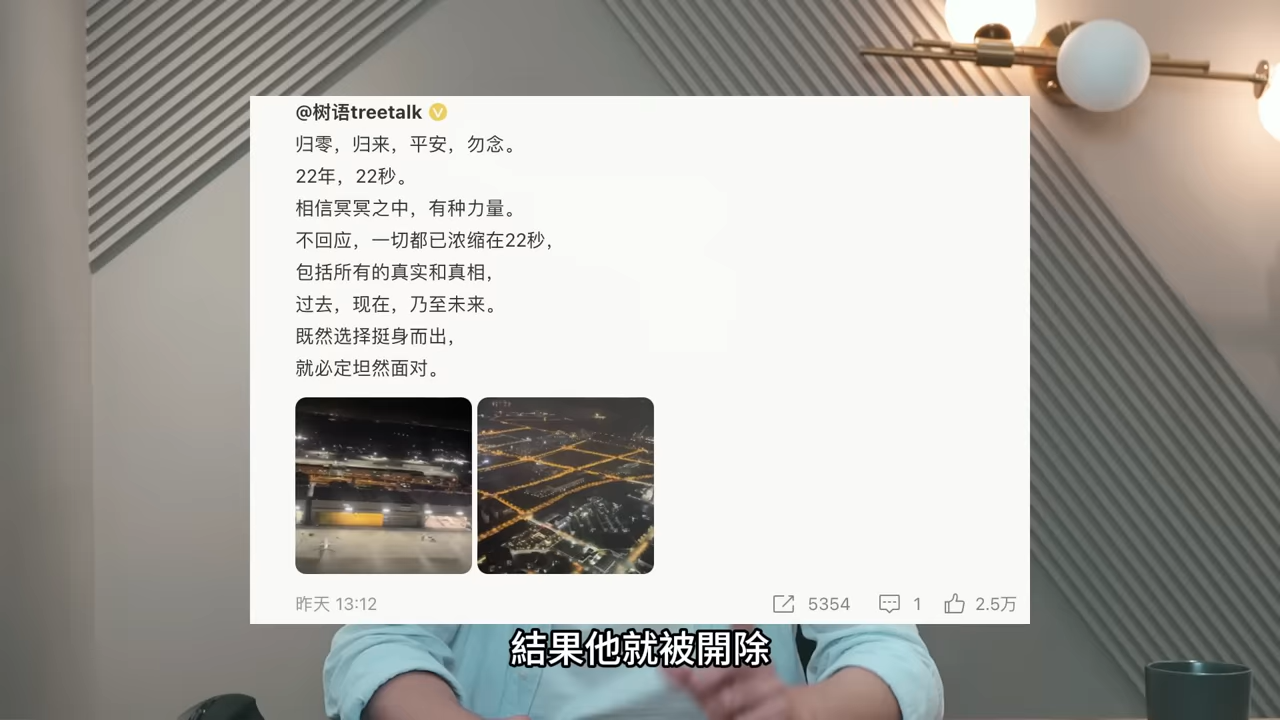 @树语treetalk
归零，归来，平安，勿念。
22年，22秒。
相信冥冥之中，有种力量。
不回应，一切都已浓缩在22秒，
包括所有的真实和真相，
过去，现在，乃至未来。
既然选择挺身而出，
就必定坦然面对。
昨天 13:12
5354
1
2.5万
結果他就被開除